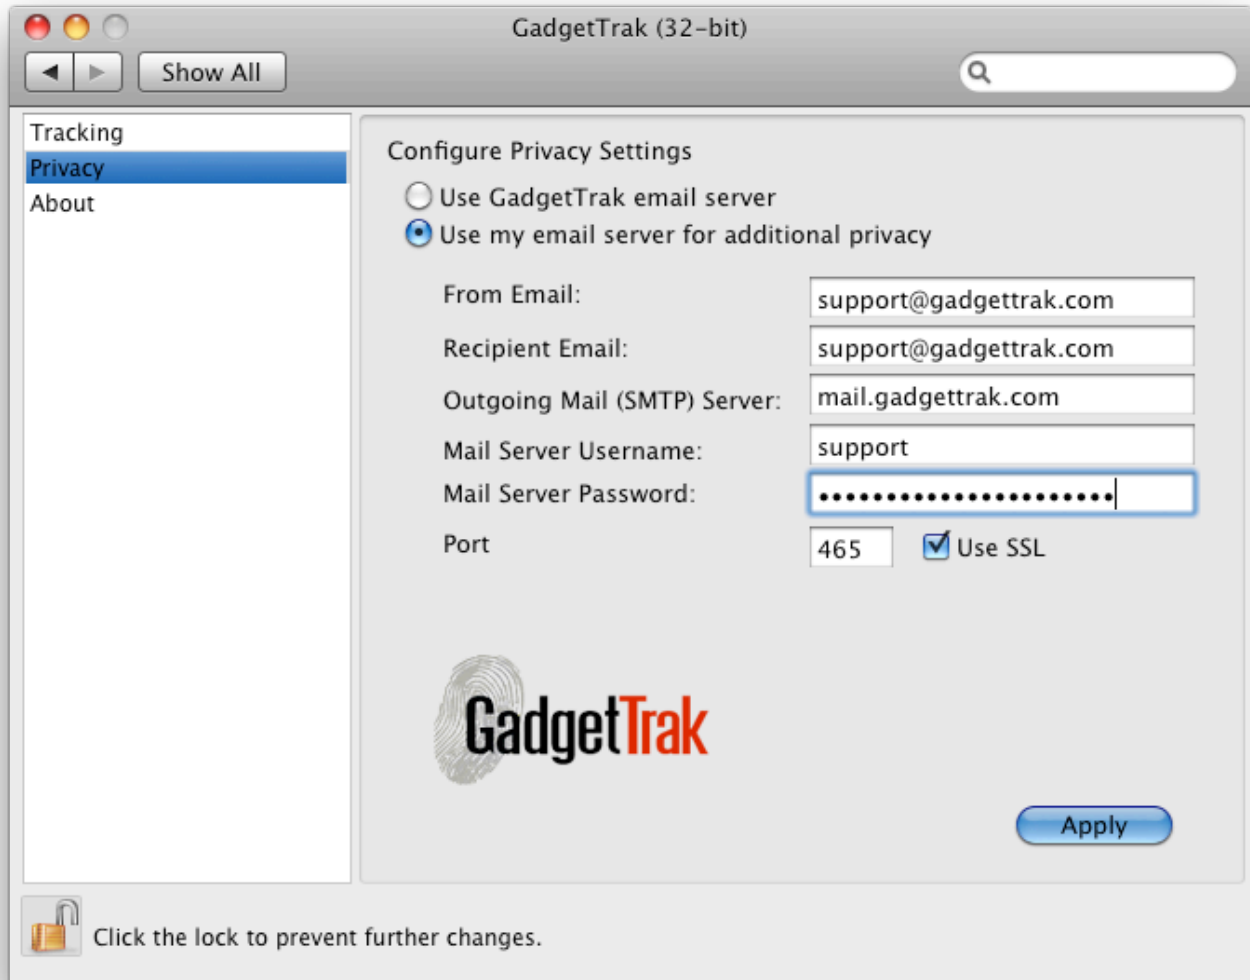 GadgetTrak (32-bit)
Show All
Tracking
Privacy
About
Configure Privacy Settings
Use GadgetTrak email server
Use my email server for additional privacy
From Email: support@gadgettrak.com
Recipient Email: support@gadgettrak.com
Outgoing Mail (SMTP) Server: mail.gadgettrak.com
Mail Server Username: support
Mail Server Password: ••••••••••••••••••••••
Port 465 Use SSL
GadgetTrak
Apply
Click the lock to prevent further changes.